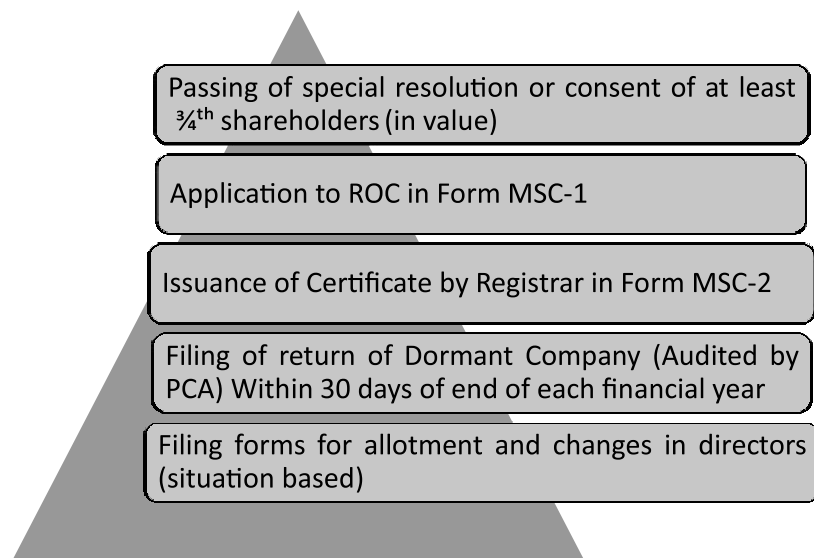 Passing of special resolution or consent of at least
¾ᵗʰ shareholders (in value)
Application to ROC in Form MSC-1
Issuance of Certificate by Registrar in Form MSC-2
Filing of return of Dormant Company (Audited by
PCA) Within 30 days of end of each financial year
Filing forms for allotment and changes in directors
(situation based)